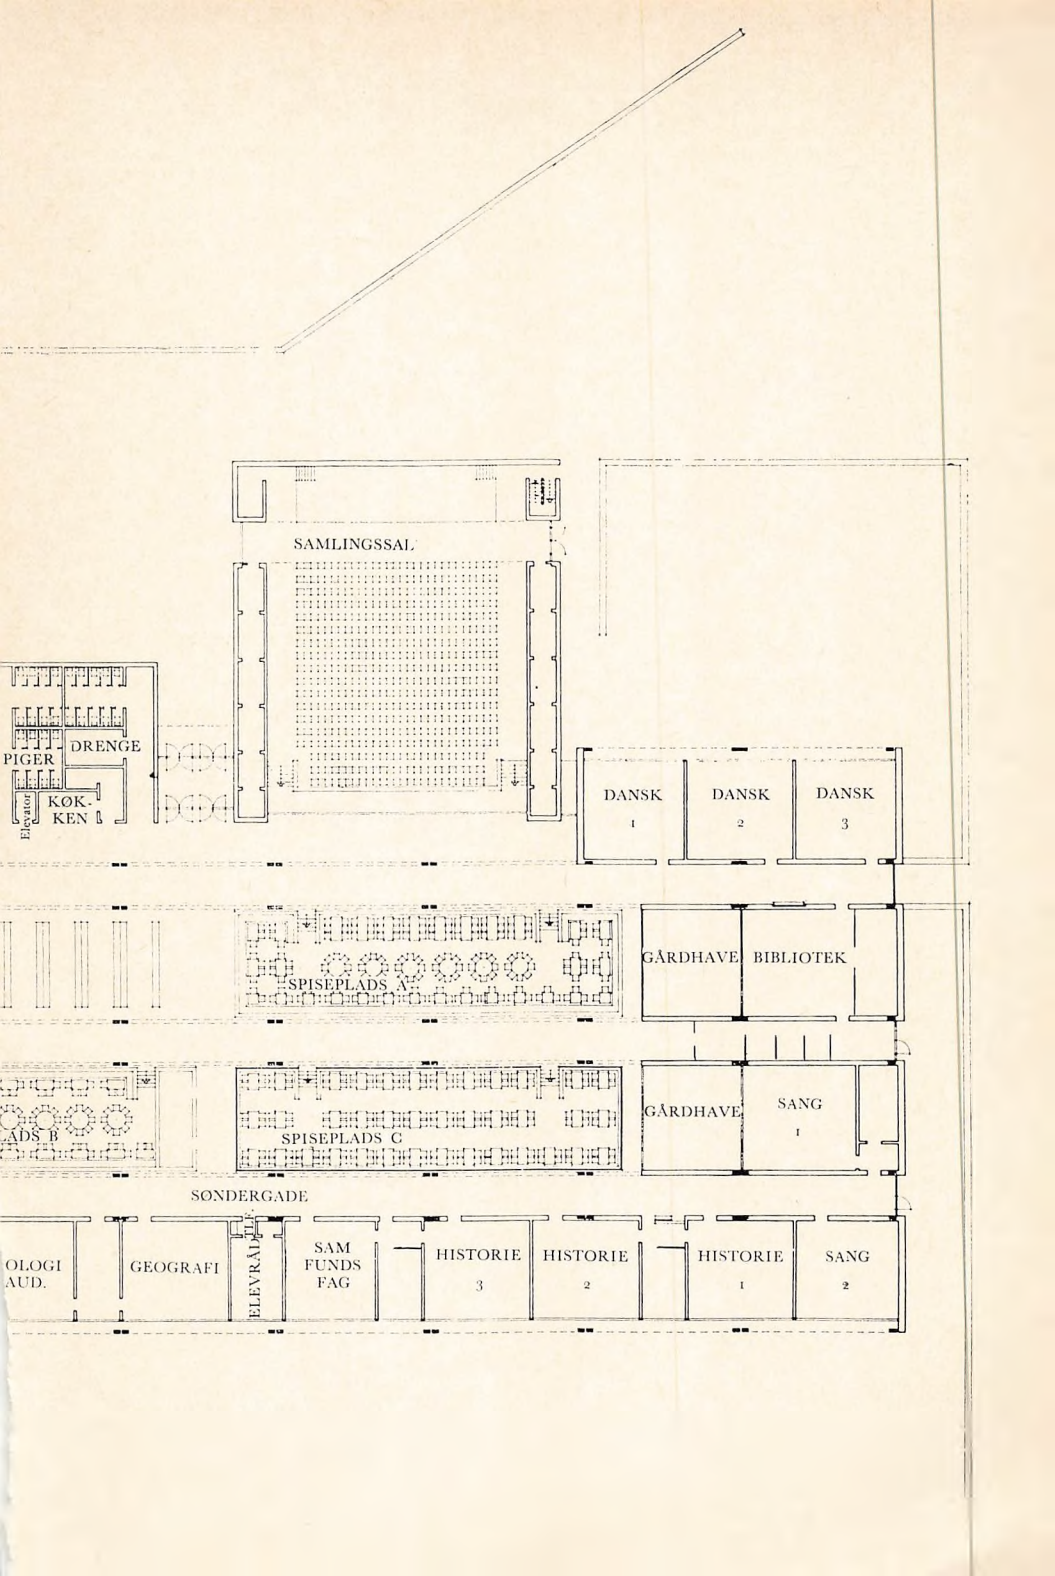 SAMLINGSSAL
DRENGE
PIGER
KØK-
KEN
Elevator
DANSK
1
DANSK
2
DANSK
3
GÅRDHAVE
BIBLIOTEK
SPISEPLADS A
GÅRDHAVE
SANG
1
LADS B
SPISEPLADS C
SØNDERGADE
OLOGI
AUD.
GEOGRAFI
ELEVRÅD
SAM
FUNDS
FAG
HISTORIE
3
HISTORIE
2
HISTORIE
1
SANG
2